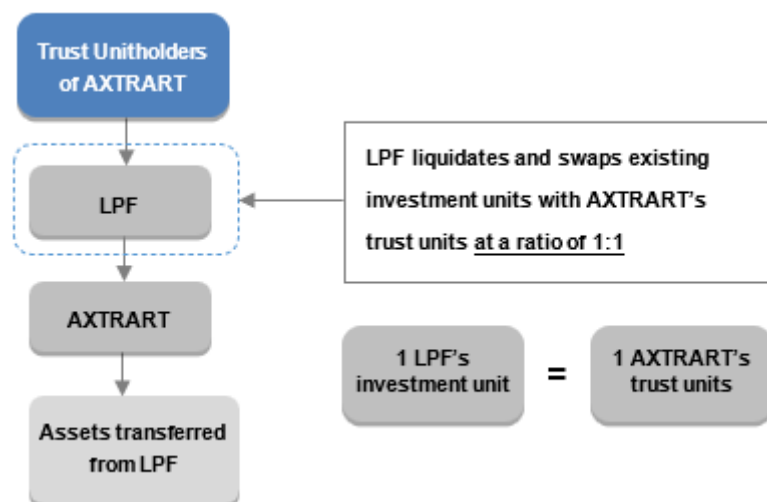 Trust Unitholders
of AXTRART
LPF
LPF liquidates and swaps existing
investment units with AXTRART's
trust units at a ratio of 1:1
AXTRART
1 LPF's
investment unit
=
1 AXTRART's
trust units
Assets transferred
from LPF